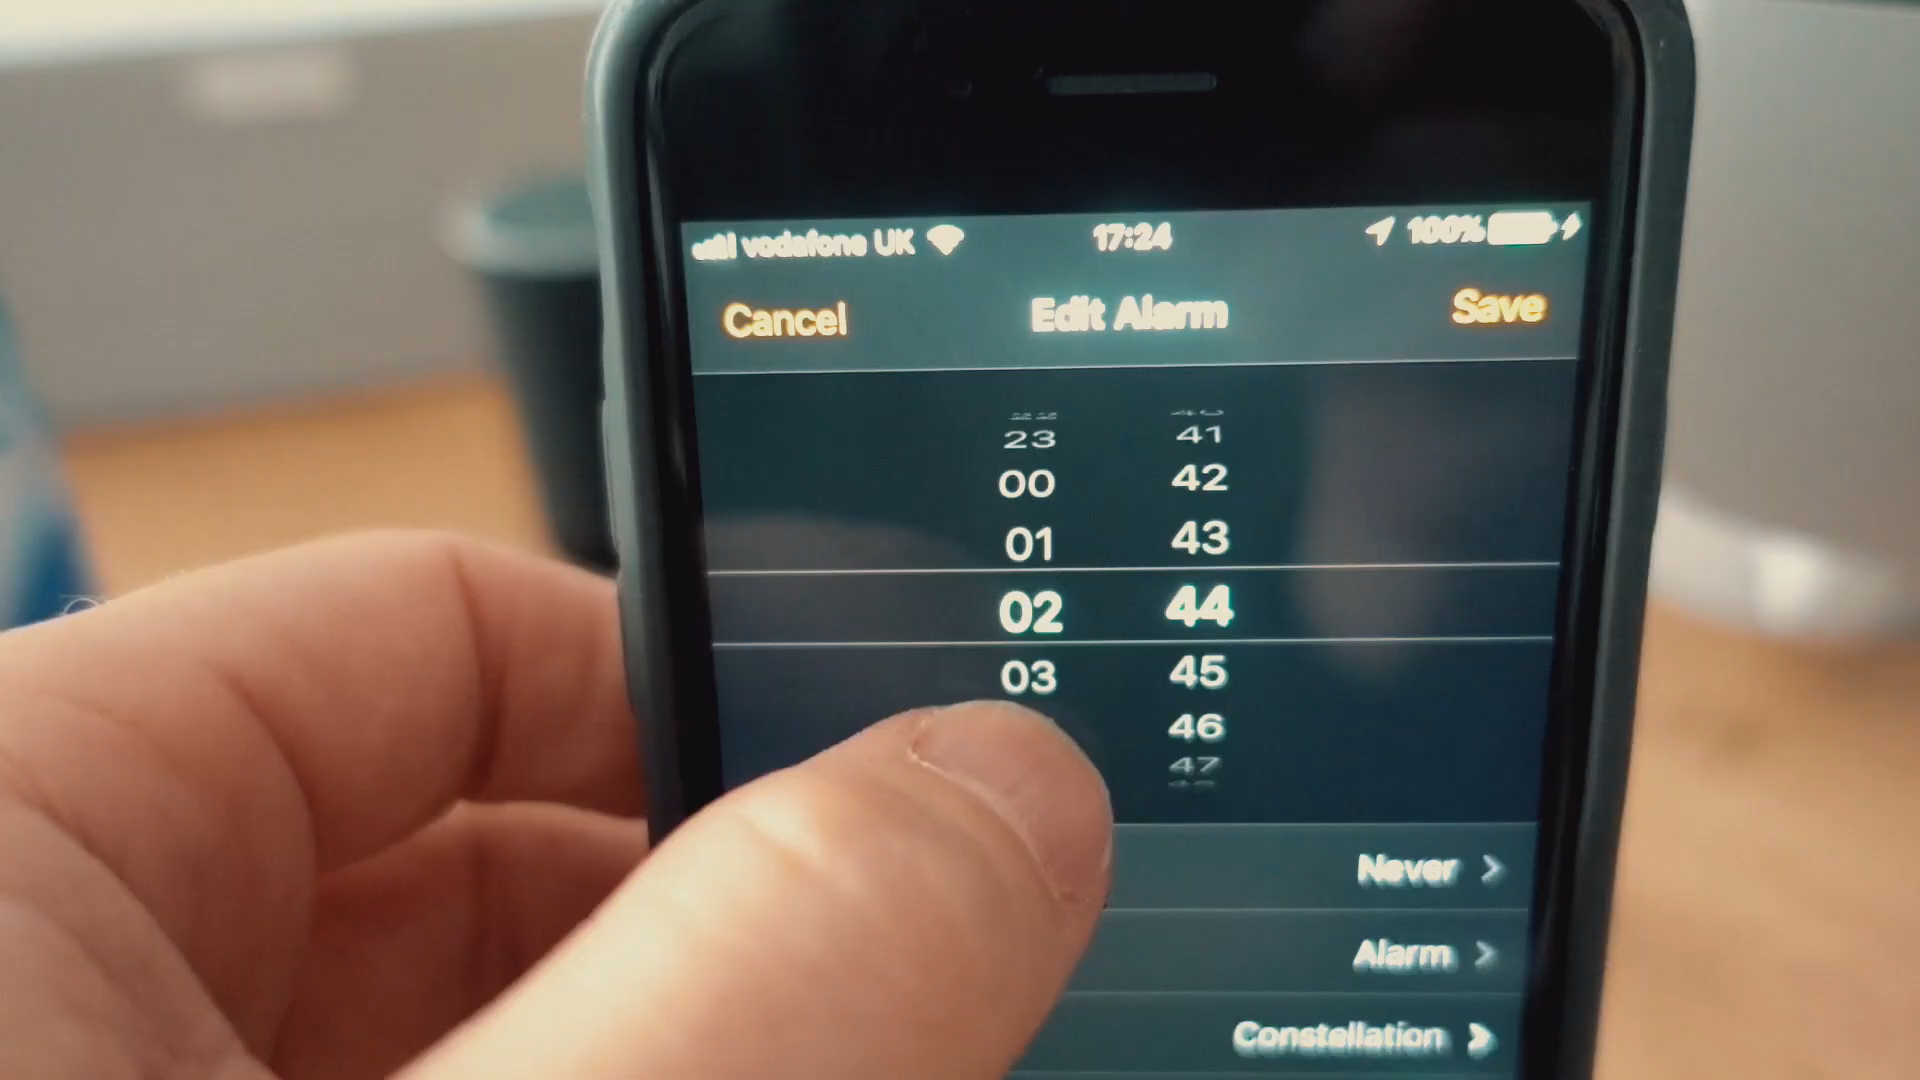 vodafone UK 17:24 100%
Cancel Edit Alarm Save
23 41
00 42
01 43
02 44
03 45
46
47
Never
Alarm
Constellation